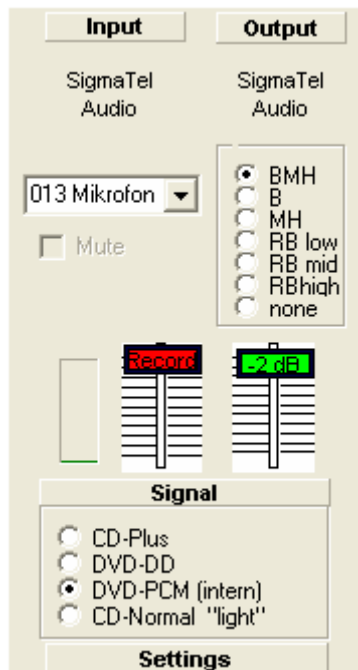 Input
Output
SigmaTel
Audio
SigmaTel
Audio
013 Mikrofon
Mute
BMH
B
MH
RB low
RB mid
RBhigh
none
Record
-2 dB
Signal
CD-Plus
DVD-DD
DVD-PCM (intern)
CD-Normal "light"
Settings